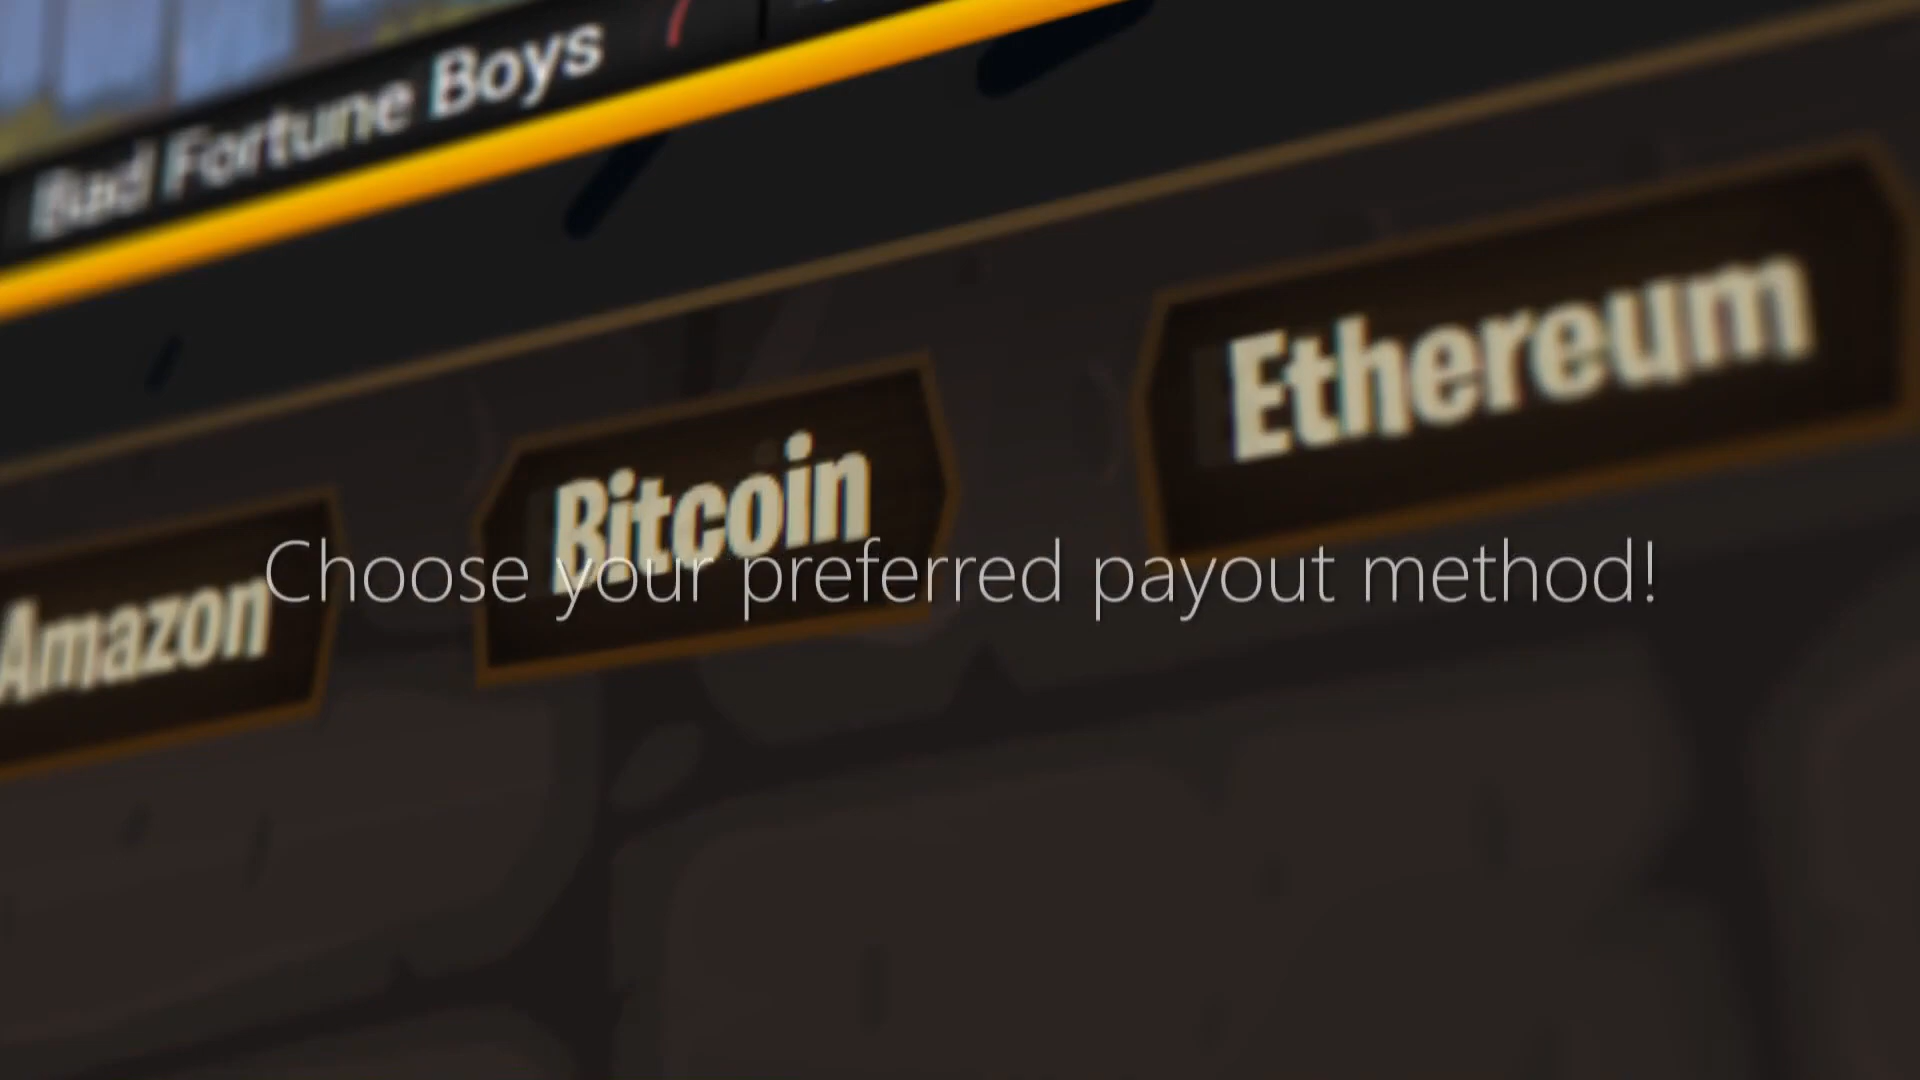 Bad Fortune Boys
Ethereum
Bitcoin
Amazon
Choose your preferred payout method!